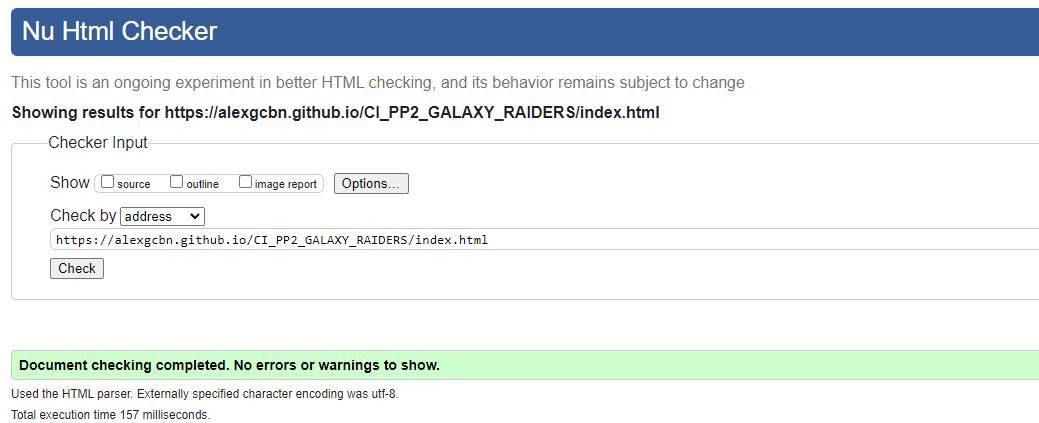 Nu Html Checker
This tool is an ongoing experiment in better HTML checking, and its behavior remains subject to change
Showing results for https://alexgcbn.github.io/CI_PP2_GALAXY_RAIDERS/index.html
Checker Input
Show source outline image report Options...
Check by address
https://alexgcbn.github.io/CI_PP2_GALAXY_RAIDERS/index.html
Check
Document checking completed. No errors or warnings to show.
Used the HTML parser. Externally specified character encoding was utf-8.
Total execution time 157 milliseconds.